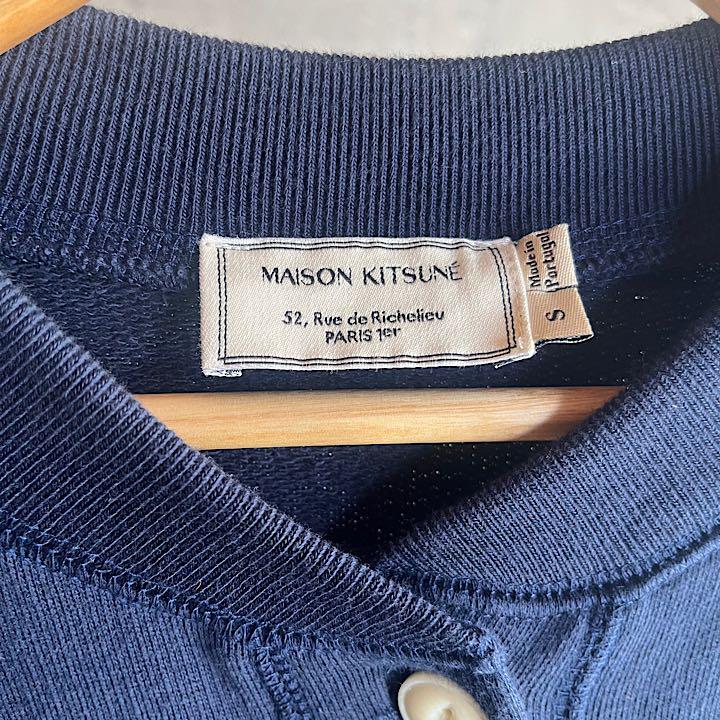 MAISON KITSUNÉ
52, Rue de Richelieu
PARIS 1er
Made in
Portugal
S